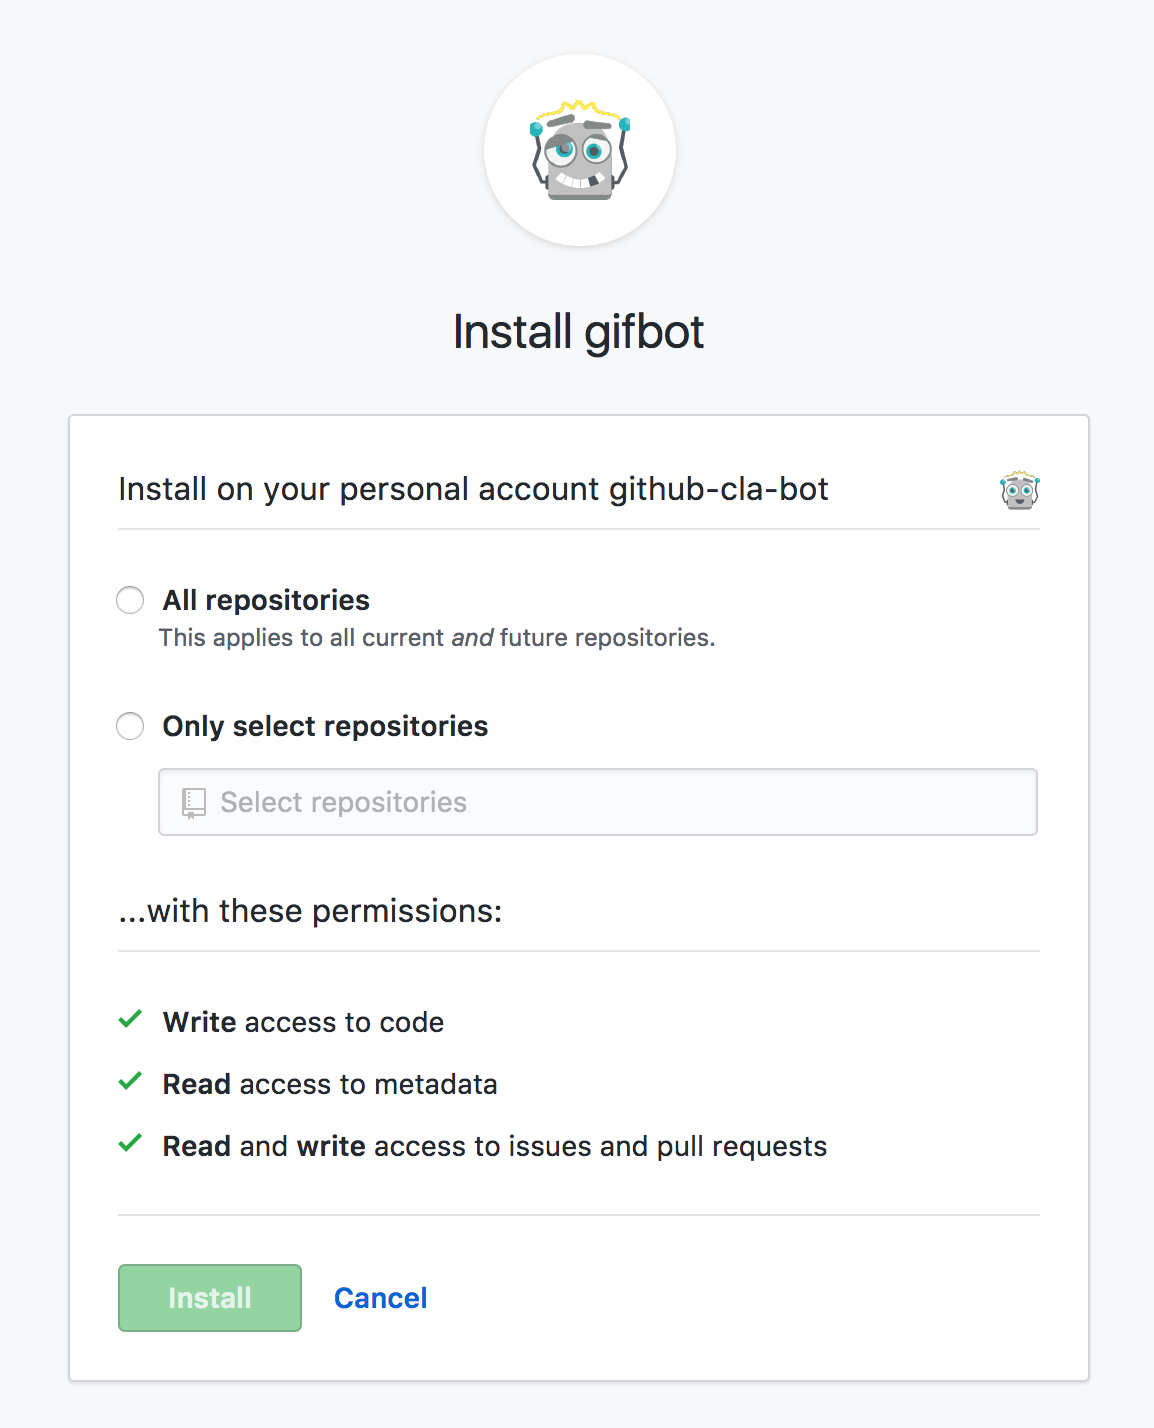 Install gifbot
Install on your personal account github-cla-bot
All repositories
This applies to all current and future repositories.
Only select repositories
Select repositories
...with these permissions:
Write access to code
Read access to metadata
Read and write access to issues and pull requests
Install
Cancel